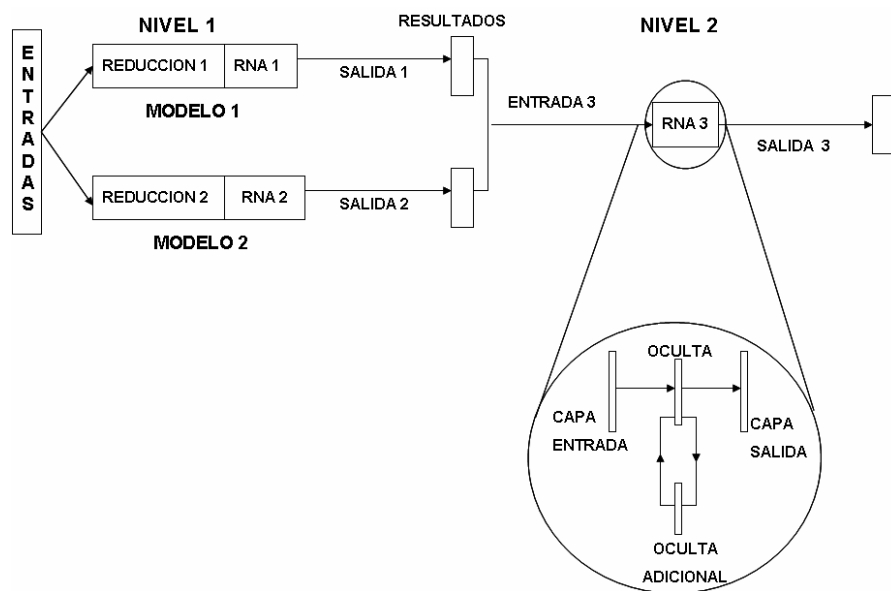 ENTRADAS
NIVEL 1
RESULTADOS
NIVEL 2
REDUCCION 1
RNA 1
SALIDA 1
MODELO 1
ENTRADA 3
RNA 3
SALIDA 3
REDUCCION 2
RNA 2
SALIDA 2
MODELO 2
OCULTA
CAPA
ENTRADA
CAPA
SALIDA
OCULTA
ADICIONAL